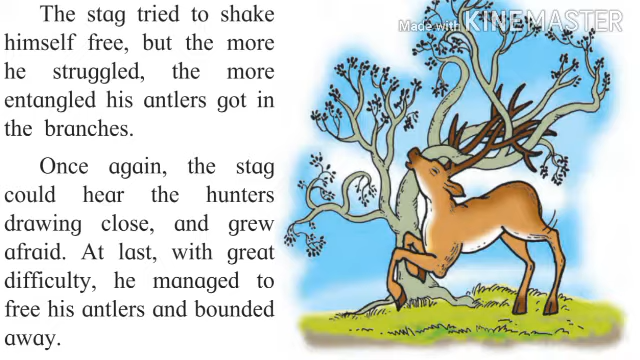 Made with KINEMASTER
The stag tried to shake
himself free, but the more
he struggled, the more
entangled his antlers got in
the branches.
Once again, the stag
could hear the hunters
drawing close, and grew
afraid. At last, with great
difficulty, he managed to
free his antlers and bounded
away.